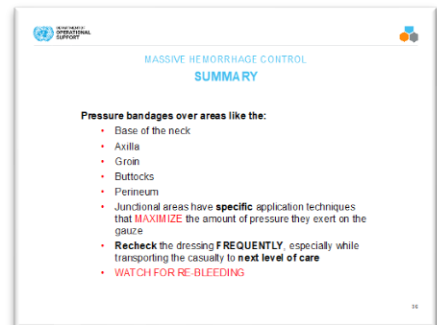 DEPARTMENT OF
OPERATIONAL
SUPPORT
MASSIVE HEMORRHAGE CONTROL
SUMMARY
Pressure bandages over areas like the:
• Base of the neck
• Axilla
• Groin
• Buttocks
• Perineum
• Junctional areas have specific application techniques
that MAXIMIZE the amount of pressure they exert on the
gauze
• Recheck the dressing FREQUENTLY, especially while
transporting the casualty to next level of care
• WATCH FOR RE-BLEEDING